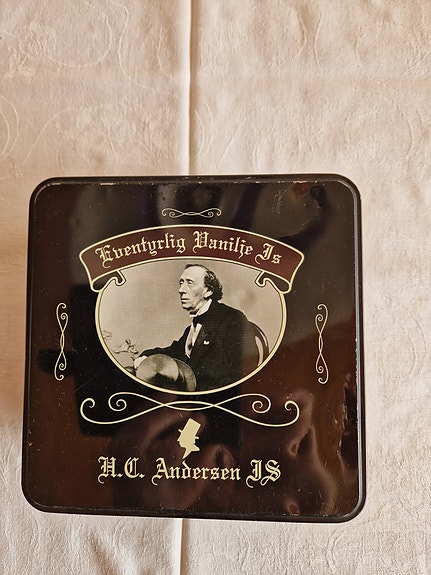 Eventyrlig Vanilje Is
H.C. Andersen IS